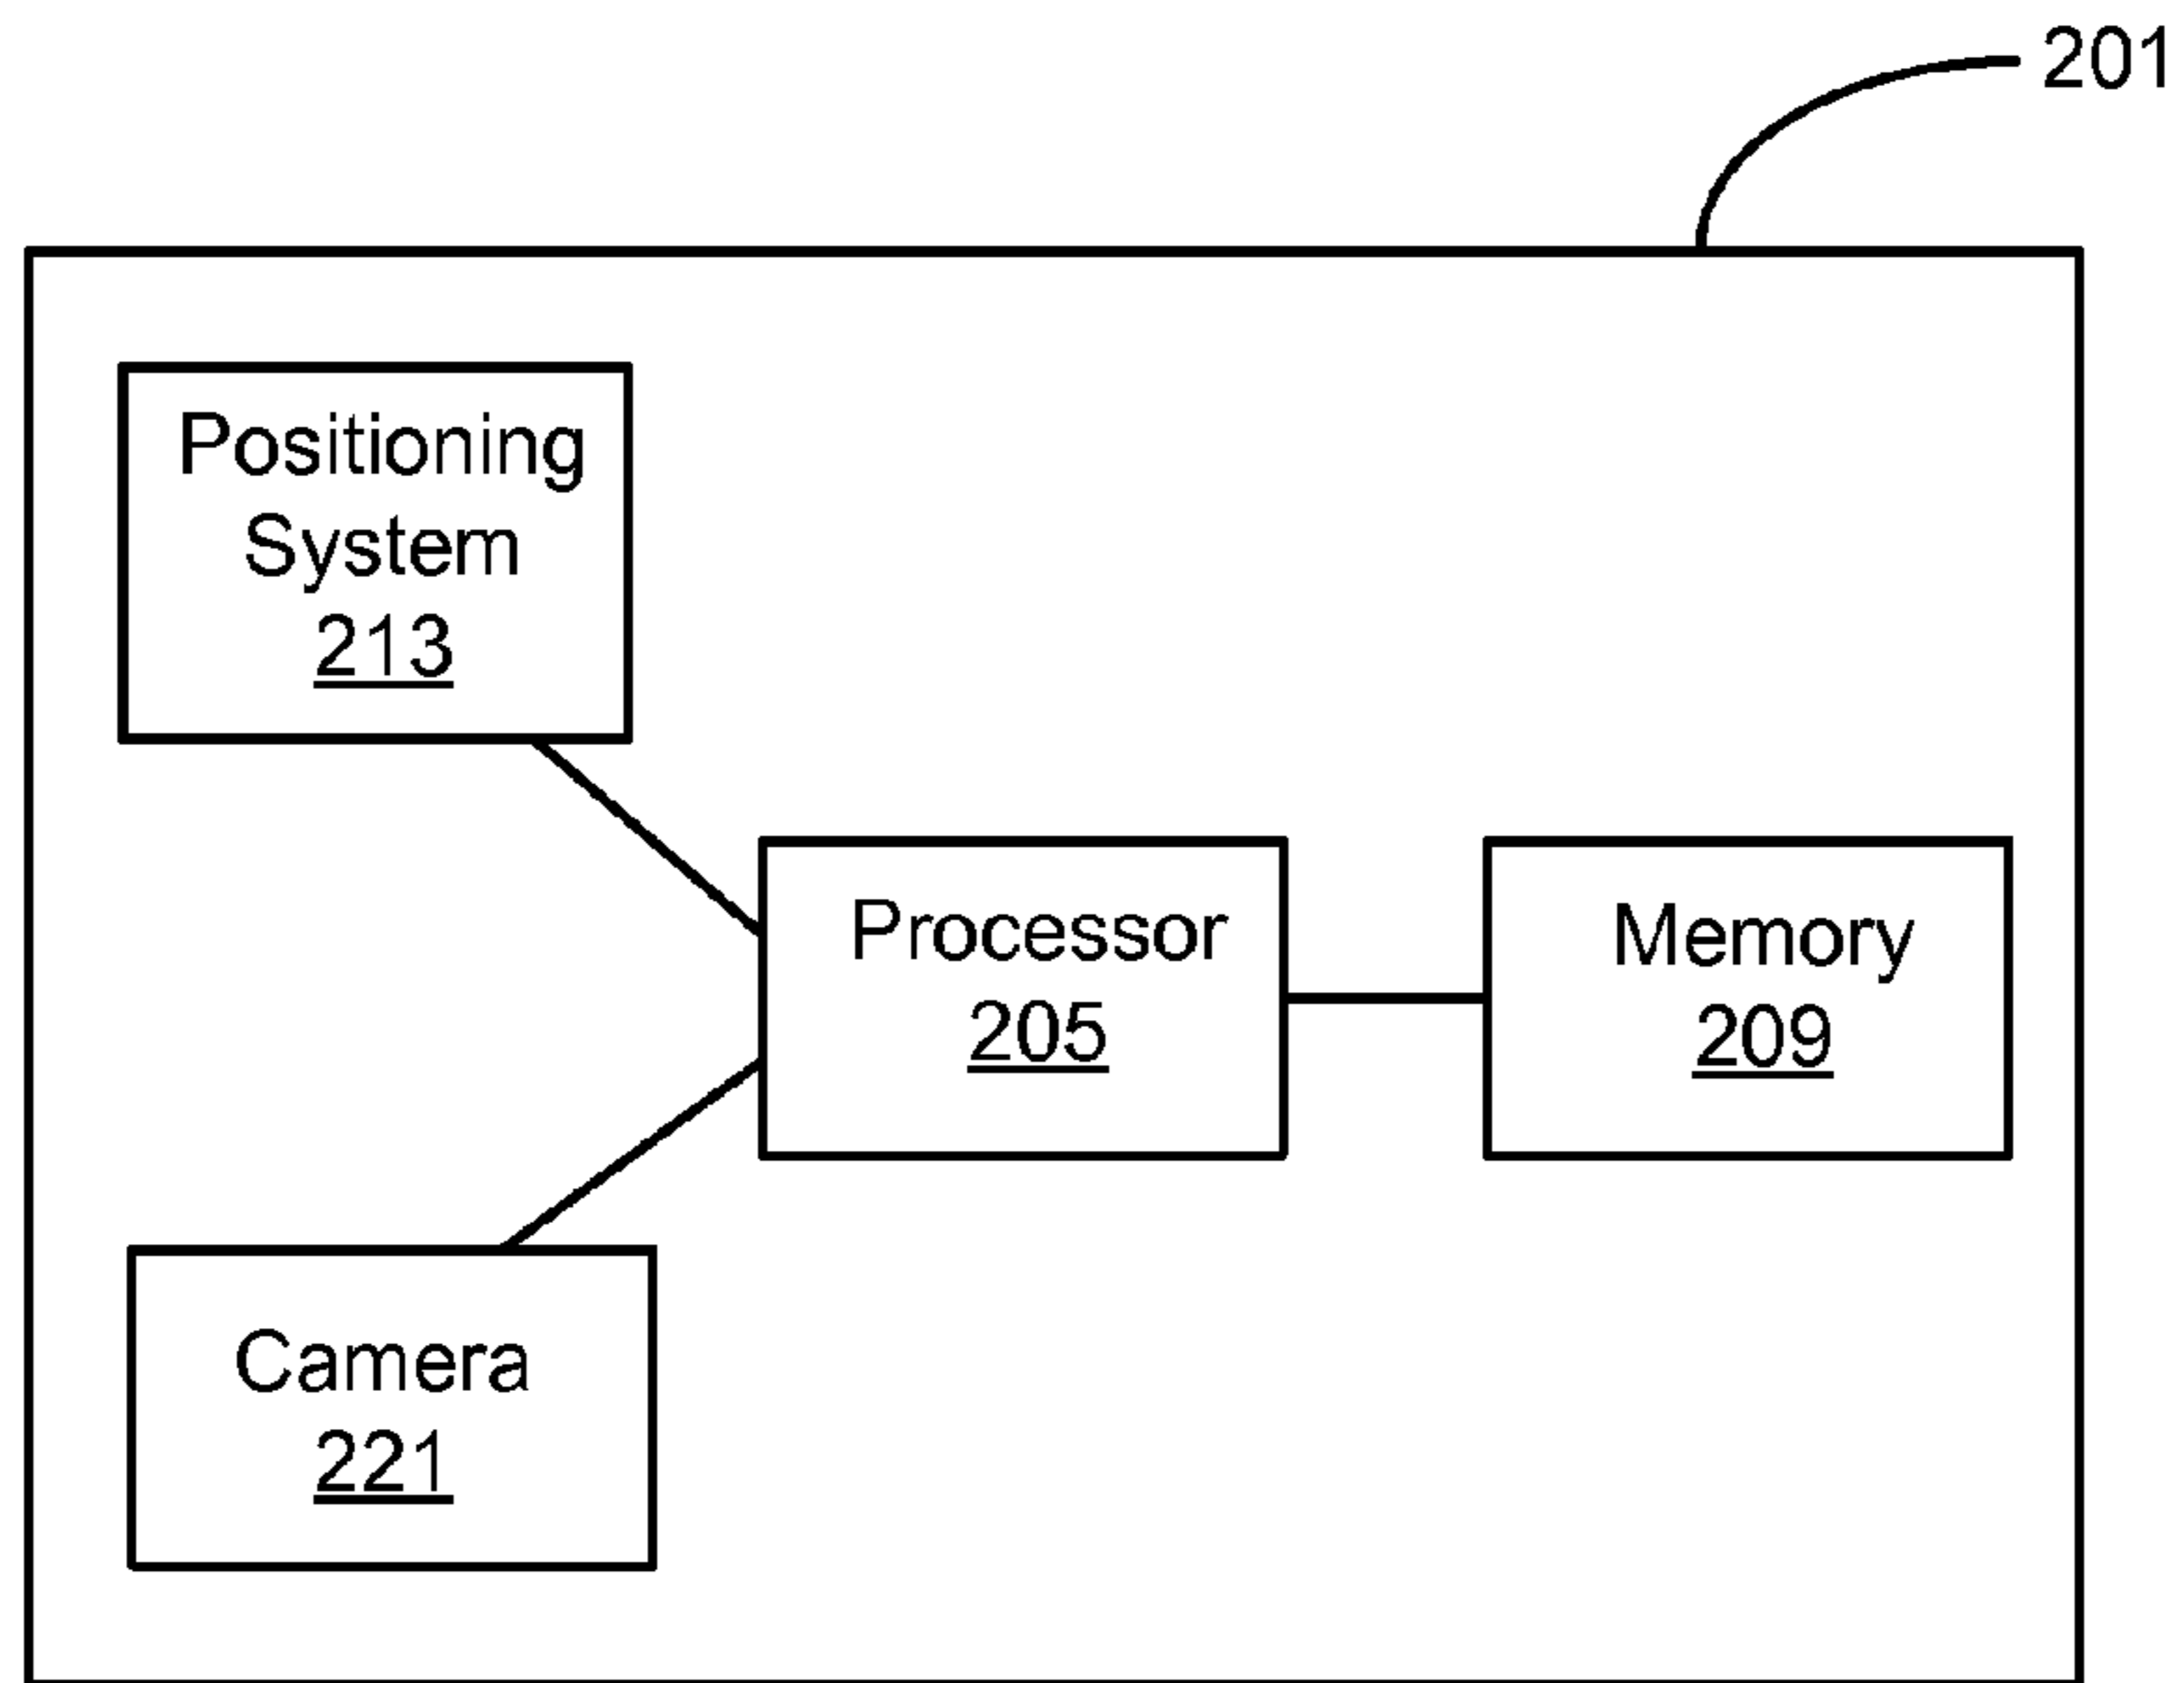 201
Positioning
System
213
Processor
205
Memory
209
Camera
221